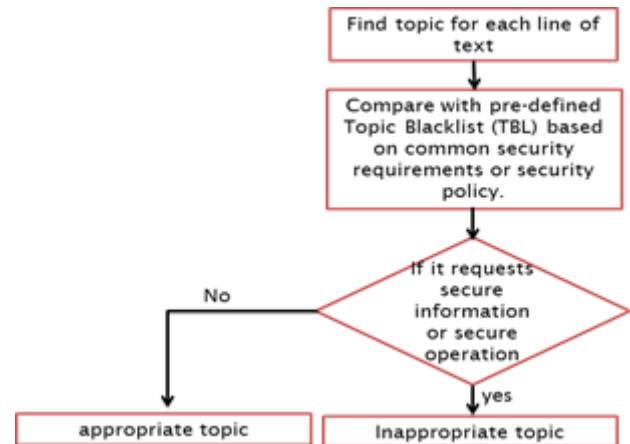 Find topic for each line of
text
Compare with pre-defined
Topic Blacklist (TBL) based
on common security
requirements or security
policy.
If it requests
secure
information
or secure
operation
No
yes
appropriate topic
Inappropriate topic